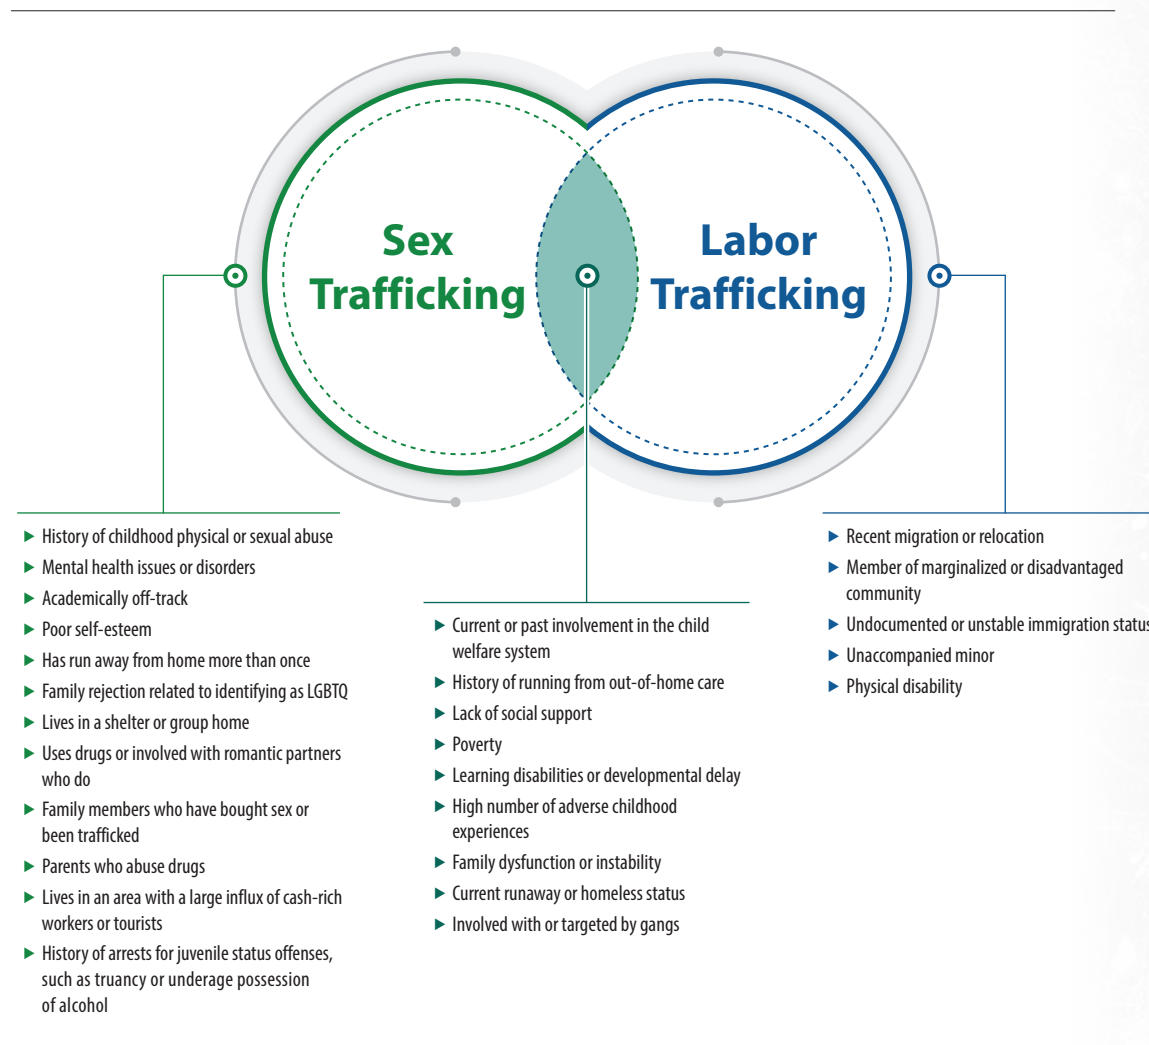 Sex
Trafficking
Labor
Trafficking
▶ History of childhood physical or sexual abuse
▶ Mental health issues or disorders
▶ Academically off-track
▶ Poor self-esteem
▶ Has run away from home more than once
▶ Family rejection related to identifying as LGBTQ
▶ Lives in a shelter or group home
▶ Uses drugs or involved with romantic partners
who do
▶ Family members who have bought sex or
been trafficked
▶ Parents who abuse drugs
▶ Lives in an area with a large influx of cash-rich
workers or tourists
▶ History of arrests for juvenile status offenses,
such as truancy or underage possession
of alcohol
▶ Current or past involvement in the child
welfare system
▶ History of running from out-of-home care
▶ Lack of social support
▶ Poverty
▶ Learning disabilities or developmental delay
▶ High number of adverse childhood
experiences
▶ Family dysfunction or instability
▶ Current runaway or homeless status
▶ Involved with or targeted by gangs
▶ Recent migration or relocation
▶ Member of marginalized or disadvantaged
community
▶ Undocumented or unstable immigration status
▶ Unaccompanied minor
▶ Physical disability